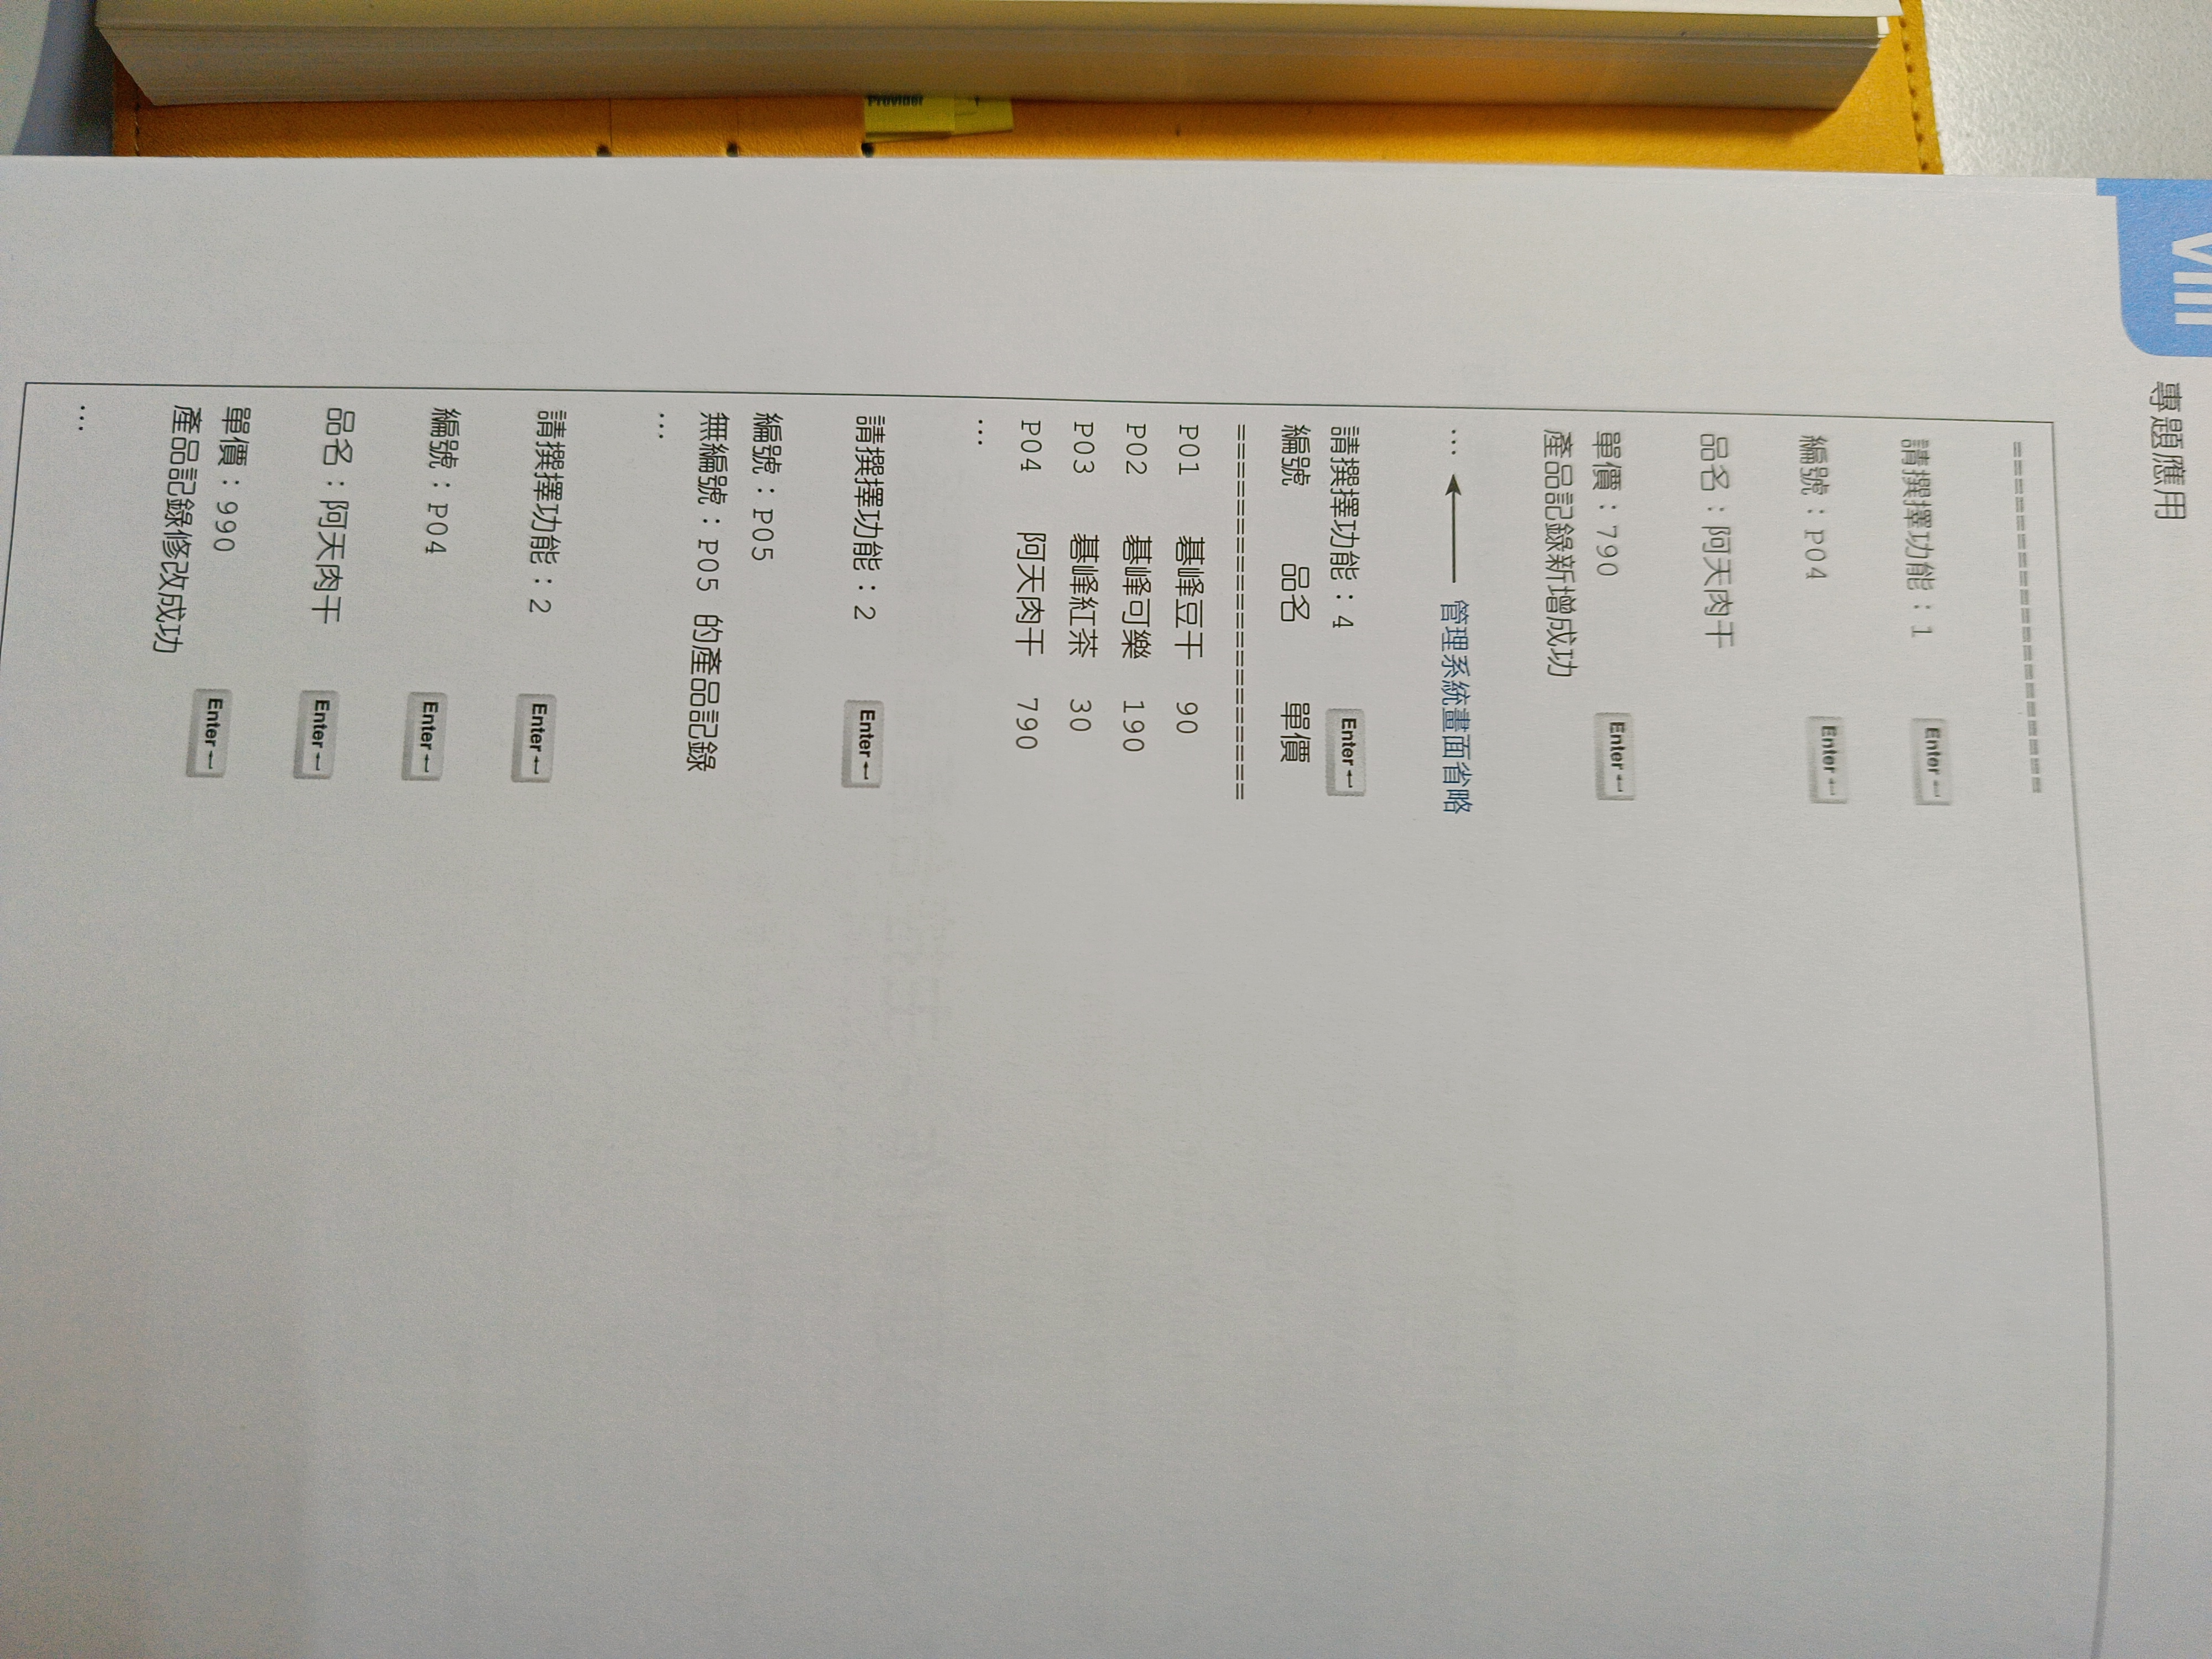 VIII
專題應用
===================
請撰擇功能：1 Enter
編號：P04 Enter
品名：阿天肉干
單價：790 Enter
產品記錄新增成功
… 管理系統畫面省略
請撰擇功能：4 Enter
編號 品名 單價
====================
P01 碁峰豆干 90
P02 碁峰可樂 190
P03 碁峰紅茶 30
P04 阿天肉干 790
…
請撰擇功能：2 Enter
編號：P05
無編號：P05 的產品記錄
…
請撰擇功能：2 Enter
編號：P04 Enter
品名：阿天肉干 Enter
單價：990 Enter
產品記錄修改成功
…
Provider